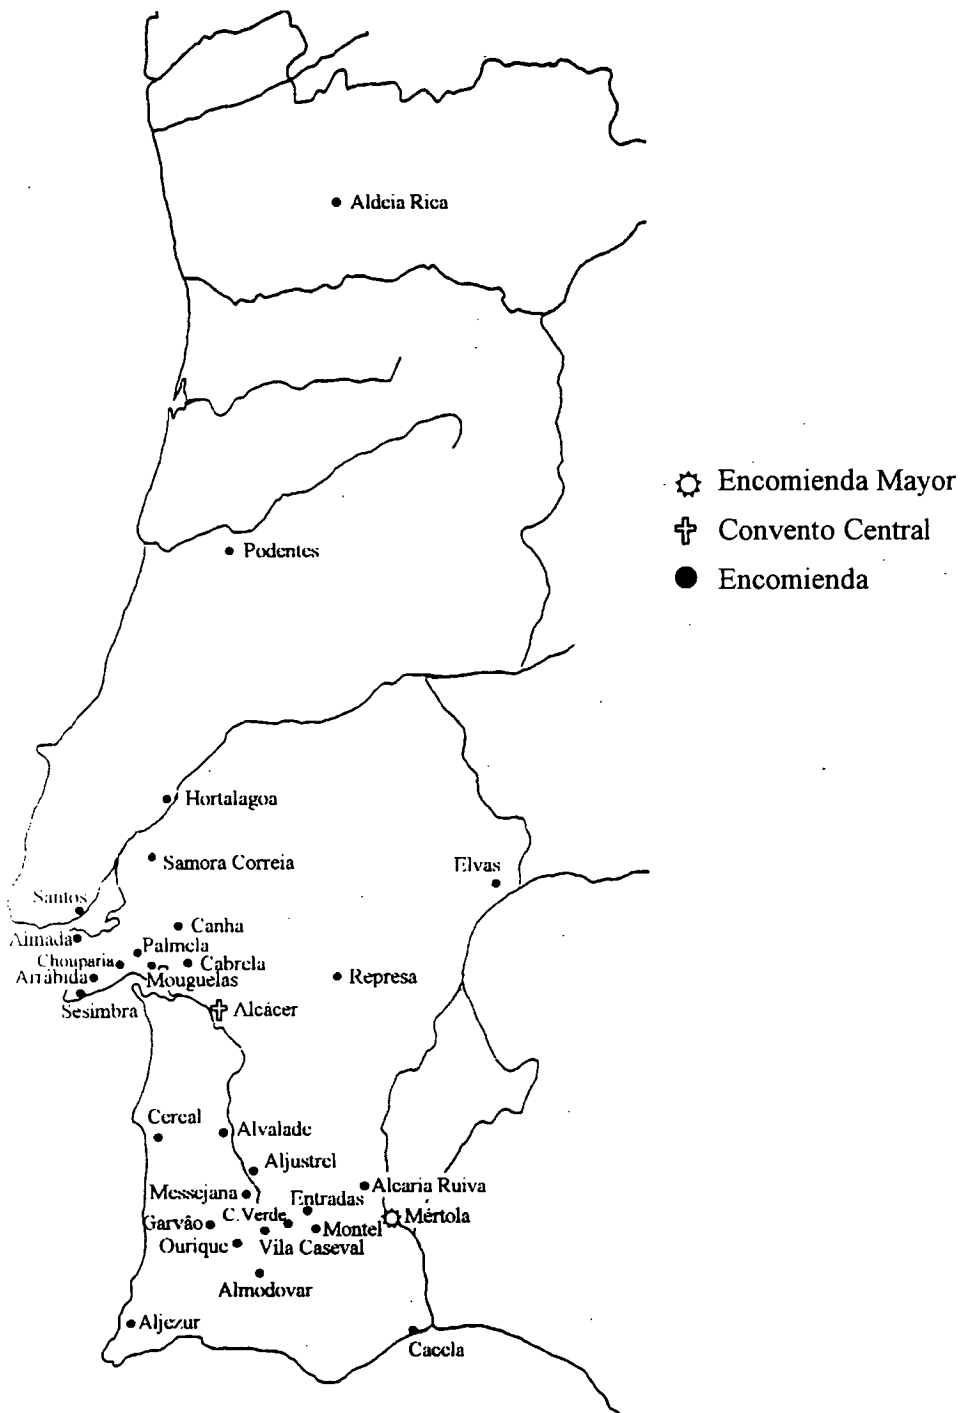 Aldeia Rica
Encomienda Mayor
Convento Central
Encomienda
Podentes
Hortalagoa
Samora Correia
Elvas
Santos
Canha
Almada
Palmela
Chouparia
Cabrela
Arrábida
Mouguelas
Represa
Sesimbra
Alcácer
Cercal
Alvalade
Aljustrel
Messejana
Alcaria Ruiva
Entradas
Garvão
C. Verde
Montel
Mértola
Ourique
Vila Caseval
Almodovar
Aljezur
Cacela